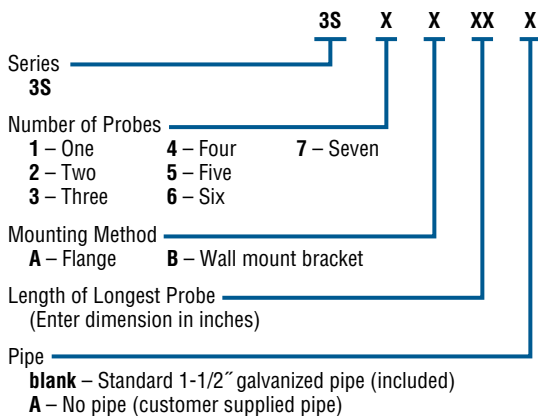 3S X X XX X
Series
3S
Number of Probes
1 – One 4 – Four 7 – Seven
2 – Two 5 – Five
3 – Three 6 – Six
Mounting Method
A – Flange B – Wall mount bracket
Length of Longest Probe
(Enter dimension in inches)
Pipe
blank – Standard 1-1/2˝ galvanized pipe (included)
A – No pipe (customer supplied pipe)